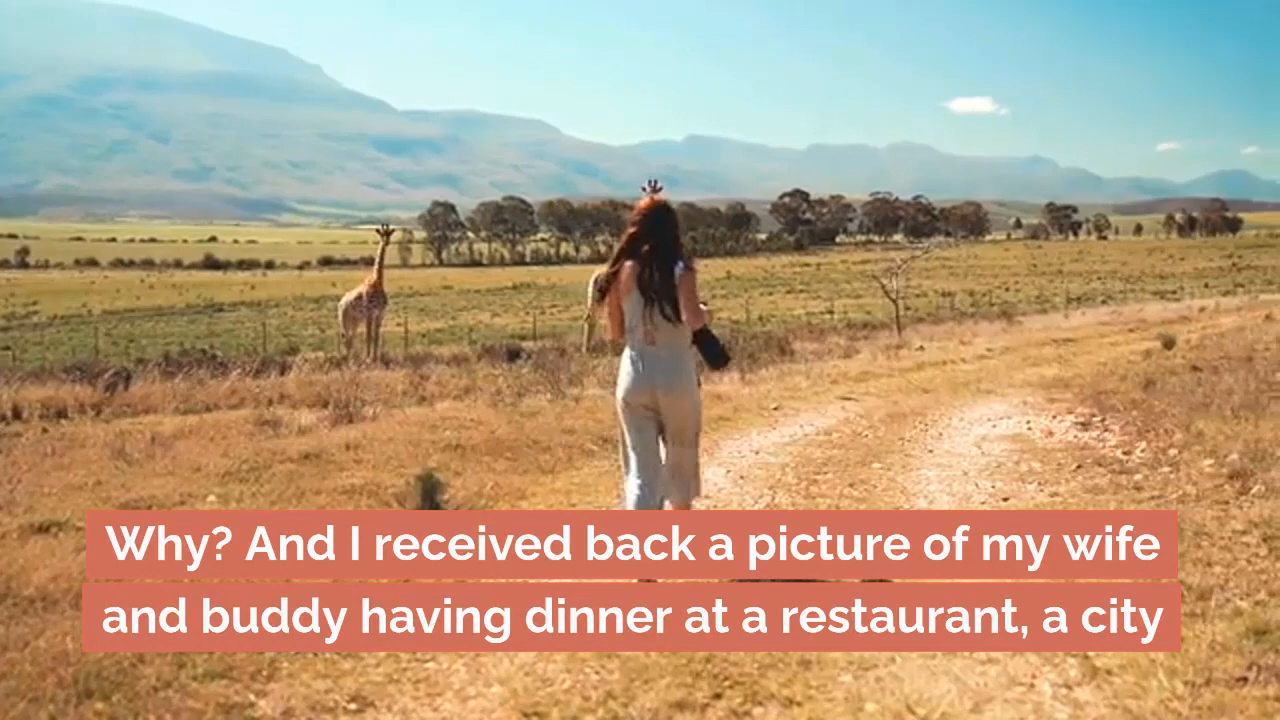 Why? And I received back a picture of my wife
and buddy having dinner at a restaurant, a city